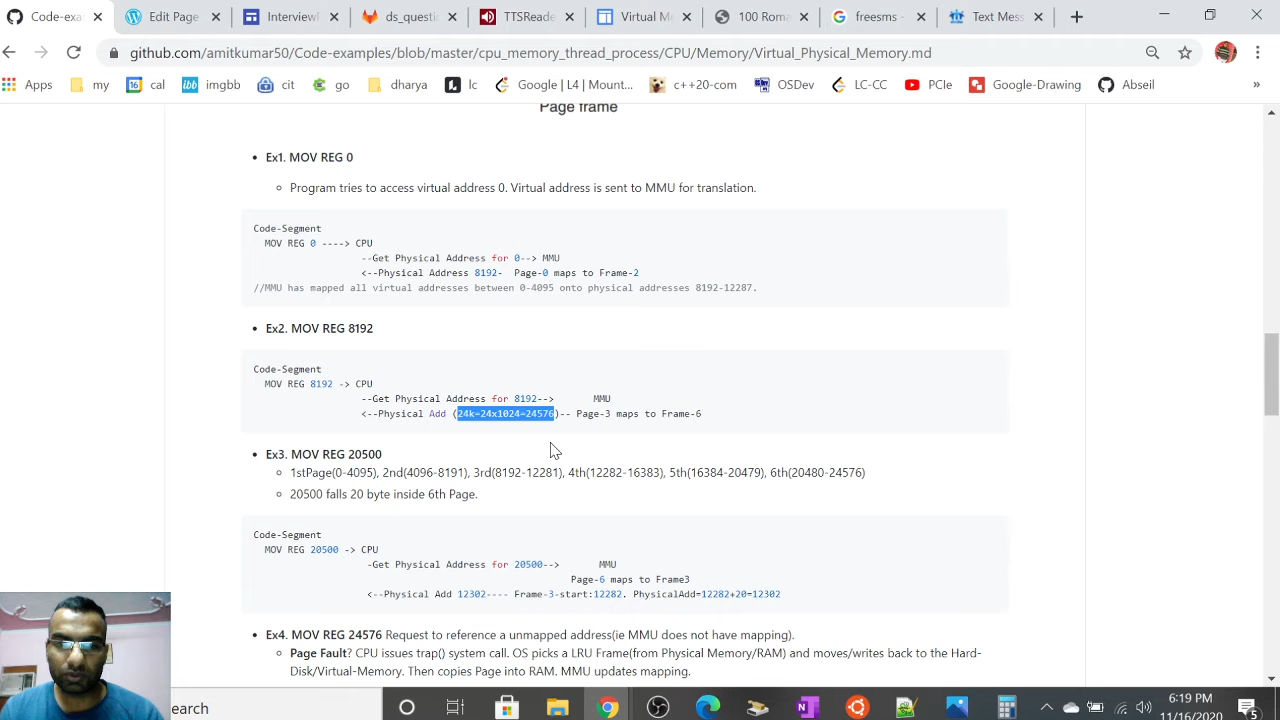 Code-exa
Edit Page
InterviewI
ds_questi
TTSReade
Virtual M
100 Roma
freesms -
Text Mess
github.com/amitkumar50/Code-examples/blob/master/cpu_memory_thread_process/CPU/Memory/Virtual_Physical_Memory.md
Apps
my
16 cal
ibb imgbb
cit
go
dharya
lc
Google | L4 | Mount...
c++20-com
OSDev
LC-CC
PCIe
Google-Drawing
Abseil
»
Page frame
• Ex1. MOV REG 0
Program tries to access virtual address 0. Virtual address is sent to MMU for translation.
Code-Segment
MOV REG 0 ----> CPU
--Get Physical Address for 0--> MMU
<--Physical Address 8192- Page-0 maps to Frame-2
//MMU has mapped all virtual addresses between 0-4095 onto physical addresses 8192-12287.
• Ex2. MOV REG 8192
Code-Segment
MOV REG 8192 -> CPU
--Get Physical Address for 8192--> MMU
<--Physical Add (24k=24x1024=24576)-- Page-3 maps to Frame-6
• Ex3. MOV REG 20500
1stPage(0-4095), 2nd(4096-8191), 3rd(8192-12281), 4th(12282-16383), 5th(16384-20479), 6th(20480-24576)
20500 falls 20 byte inside 6th Page.
Code-Segment
MOV REG 20500 -> CPU
-Get Physical Address for 20500--> MMU
Page-6 maps to Frame3
<--Physical Add 12302---- Frame-3-start:12282. PhysicalAdd=12282+20=12302
• Ex4. MOV REG 24576 Request to reference a unmapped address(ie MMU does not have mapping).
Page Fault? CPU issues trap() system call. OS picks a LRU Frame(from Physical Memory/RAM) and moves/writes back to the Hard-
Disk/Virtual-Memory. Then copies Page into RAM. MMU updates mapping.
search
6:19 PM
11/16/2020
5